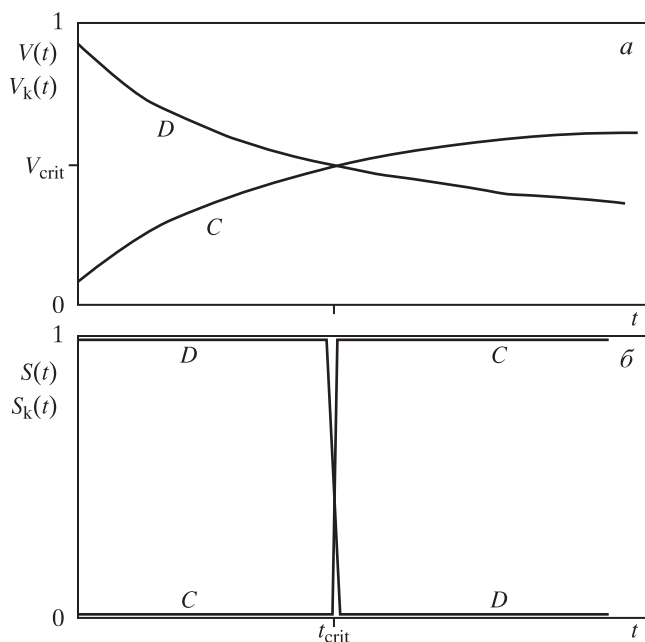 1
V(t)
а
V_k(t)
D
V_crit
C
0
t
1
D
C
б
S(t)
S_k(t)
C
D
0
t_crit
t